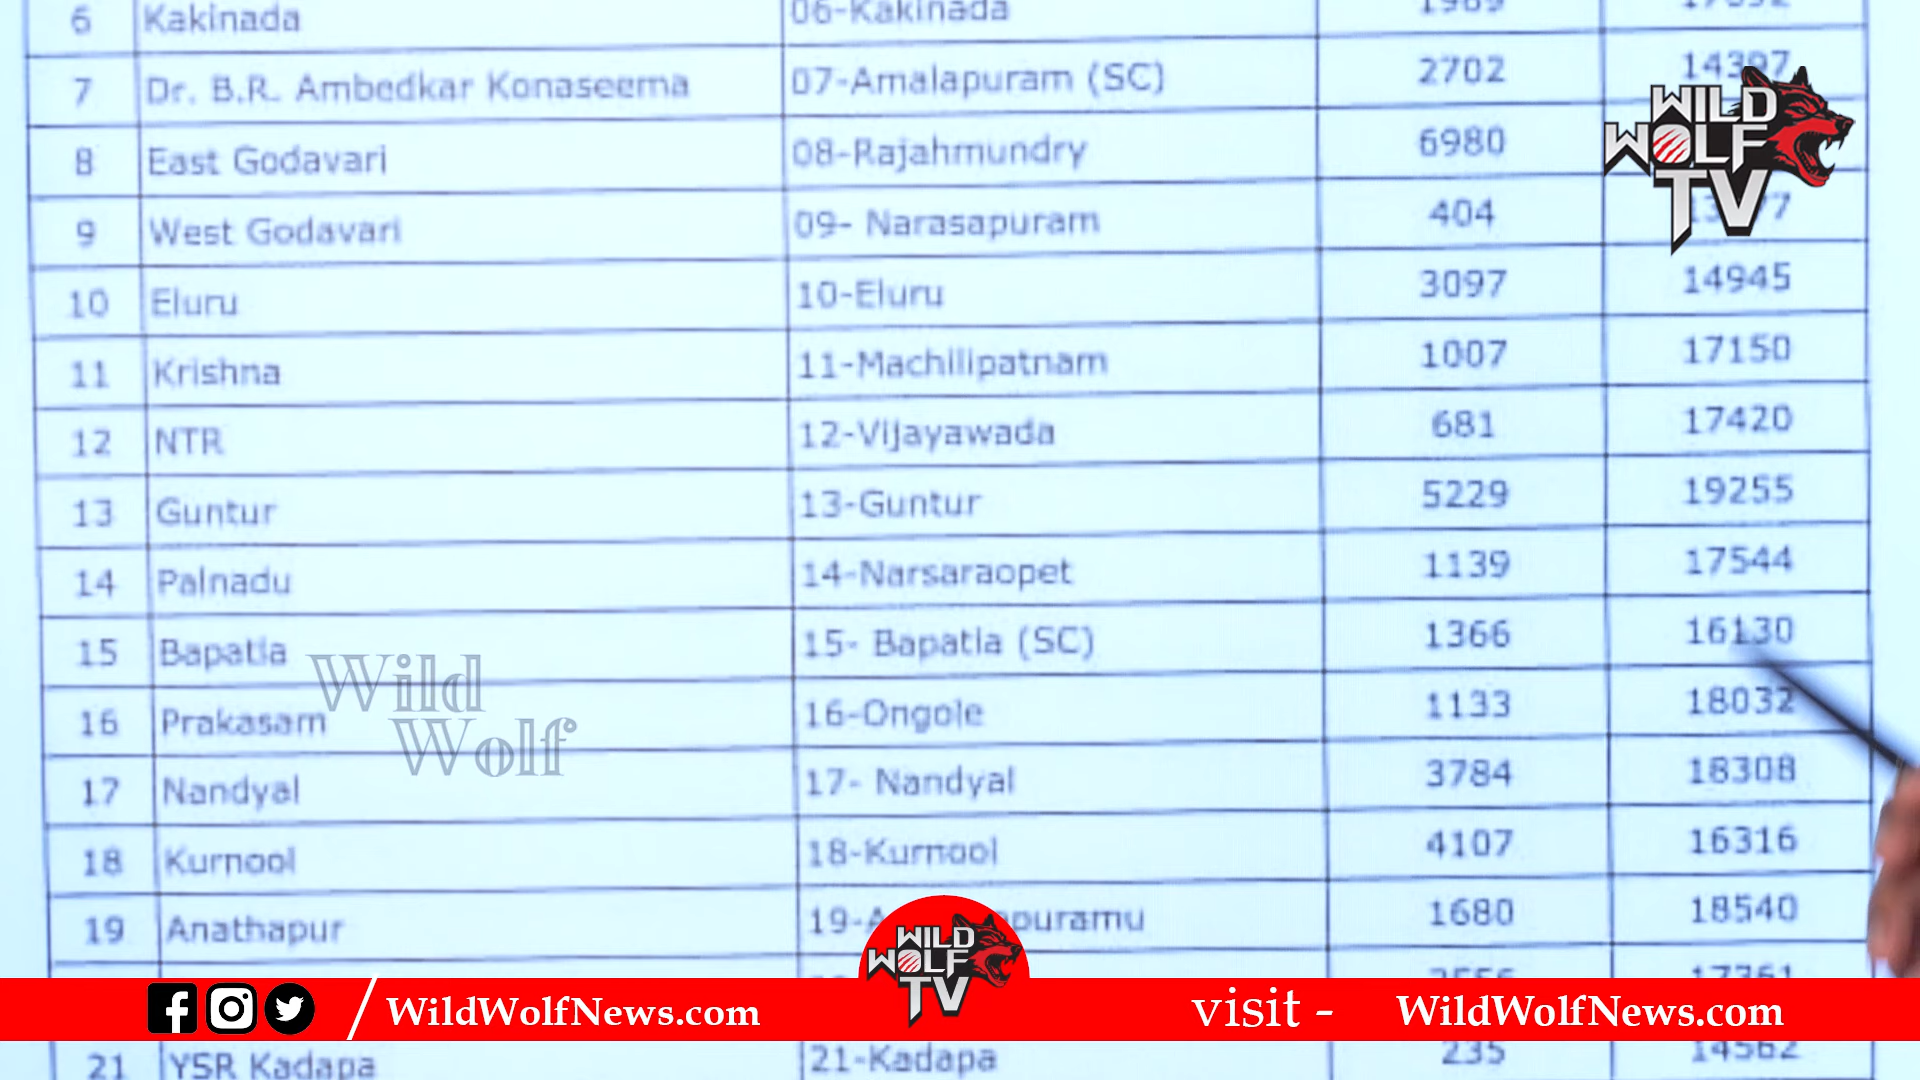 6 Kakinada 06-Kakinada 1989
7 Dr. B.R. Ambedkar Konaseema 07-Amalapuram (SC) 2702 14397
8 East Godavari 08-Rajahmundry 6980
9 West Godavari 09- Narasapuram 404
10 Eluru 10-Eluru 3097 14945
11 Krishna 11-Machilipatnam 1007 17150
12 NTR 12-Vijayawada 681 17420
13 Guntur 13-Guntur 5229 19255
14 Palnadu 14-Narsaraopet 1139 17544
15 Bapatla 15- Bapatla (SC) 1366 16130
16 Prakasam 16-Ongole 1133 18032
17 Nandyal 17- Nandyal 3784 18308
18 Kurnool 18-Kurnool 4107 16316
19 Anathapur 1680 18540
21 YSR Kadapa 21-Kadapa 235 14562
WILD
WOLF
TV
Wild
Wolf
WILD
WOLF
TV
WildWolfNews.com
visit - WildWolfNews.com